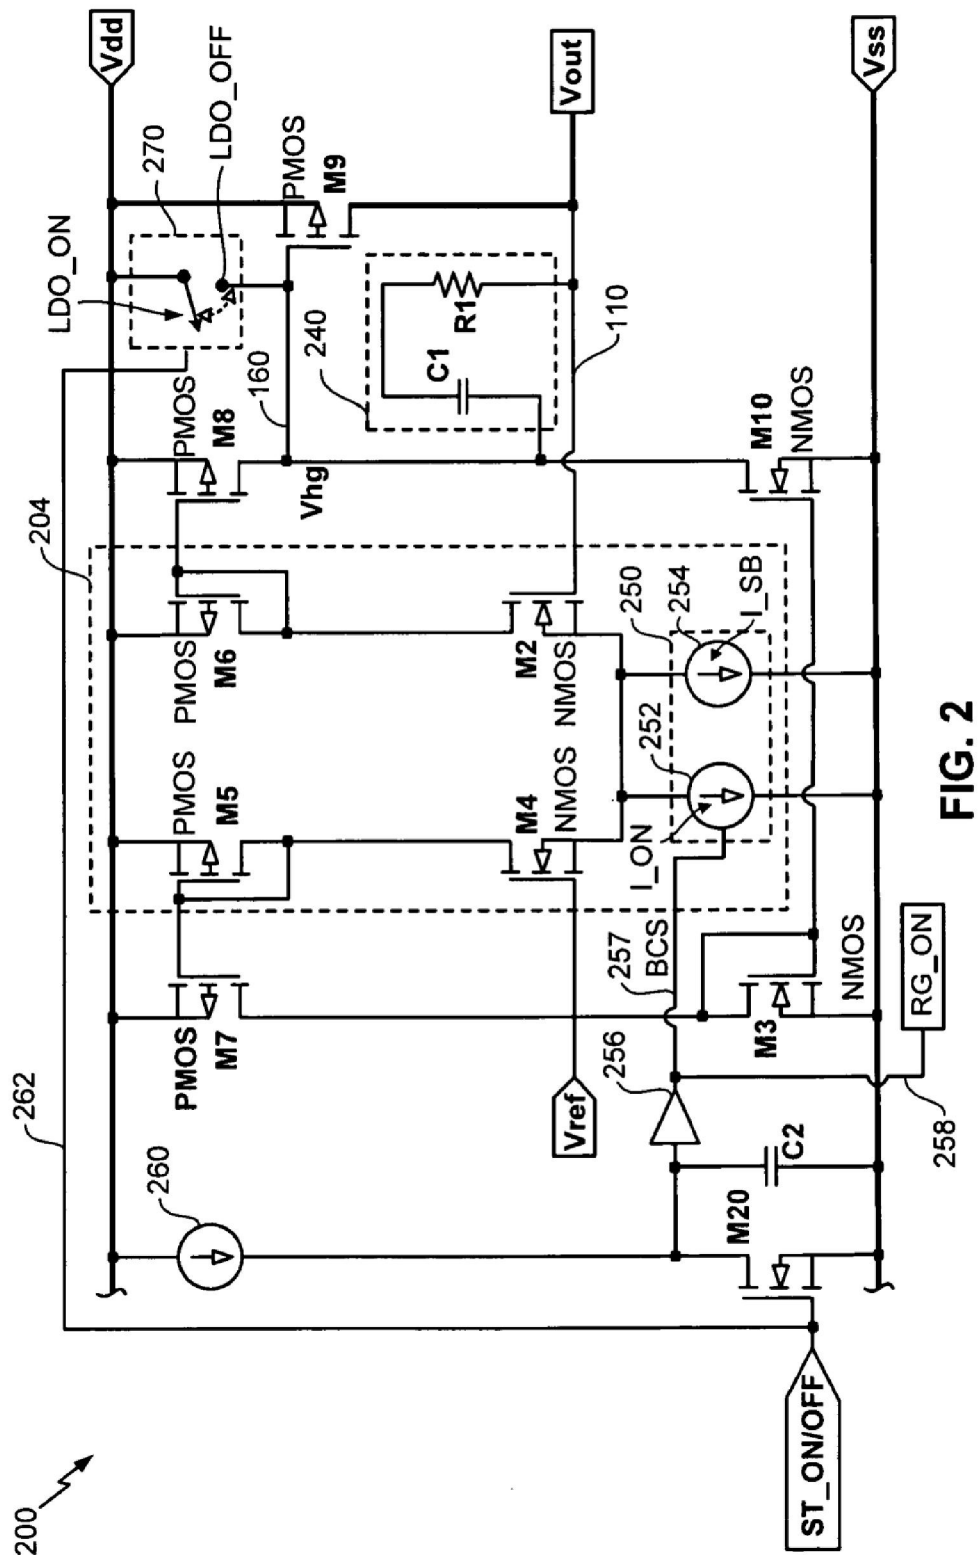 200
262
204
LDO_ON
270
LDO_OFF
Vdd
260
PMOS
M7
PMOS
M5
PMOS
M6
PMOS
M8
160
Vhg
240
PMOS
M9
C1
R1
110
Vout
Vref
M4
NMOS
M2
NMOS
256
257
BCS
I_ON
252
250
254
I_SB
M10
NMOS
M20
C2
M3
NMOS
ST_ON/OFF
258
RG_ON
Vss
FIG. 2